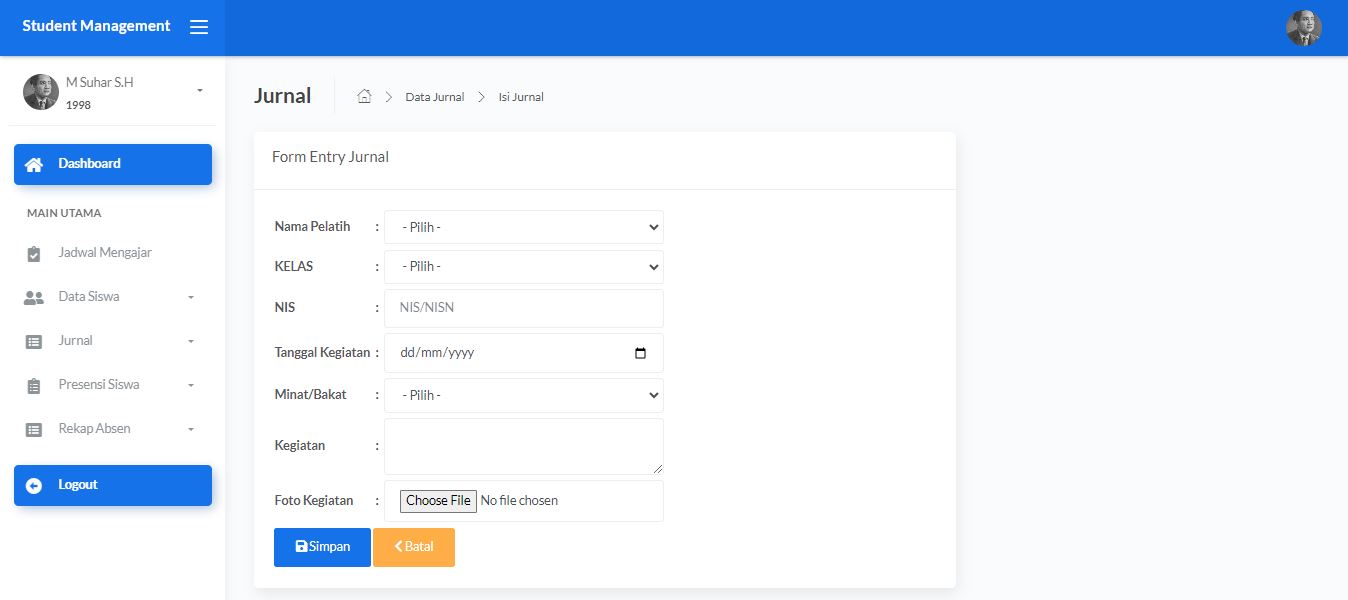 Student Management
M Suhar S.H
1998
Dashboard
MAIN UTAMA
Jadwal Mengajar
Data Siswa
Jurnal
Presensi Siswa
Rekap Absen
Logout
Jurnal
Data Jurnal
Isi Jurnal
Form Entry Jurnal
Nama Pelatih : - Pilih -
KELAS : - Pilih -
NIS : NIS/NISN
Tanggal Kegiatan : dd/mm/yyyy
Minat/Bakat : - Pilih -
Kegiatan :
Foto Kegiatan : Choose File No file chosen
Simpan Batal